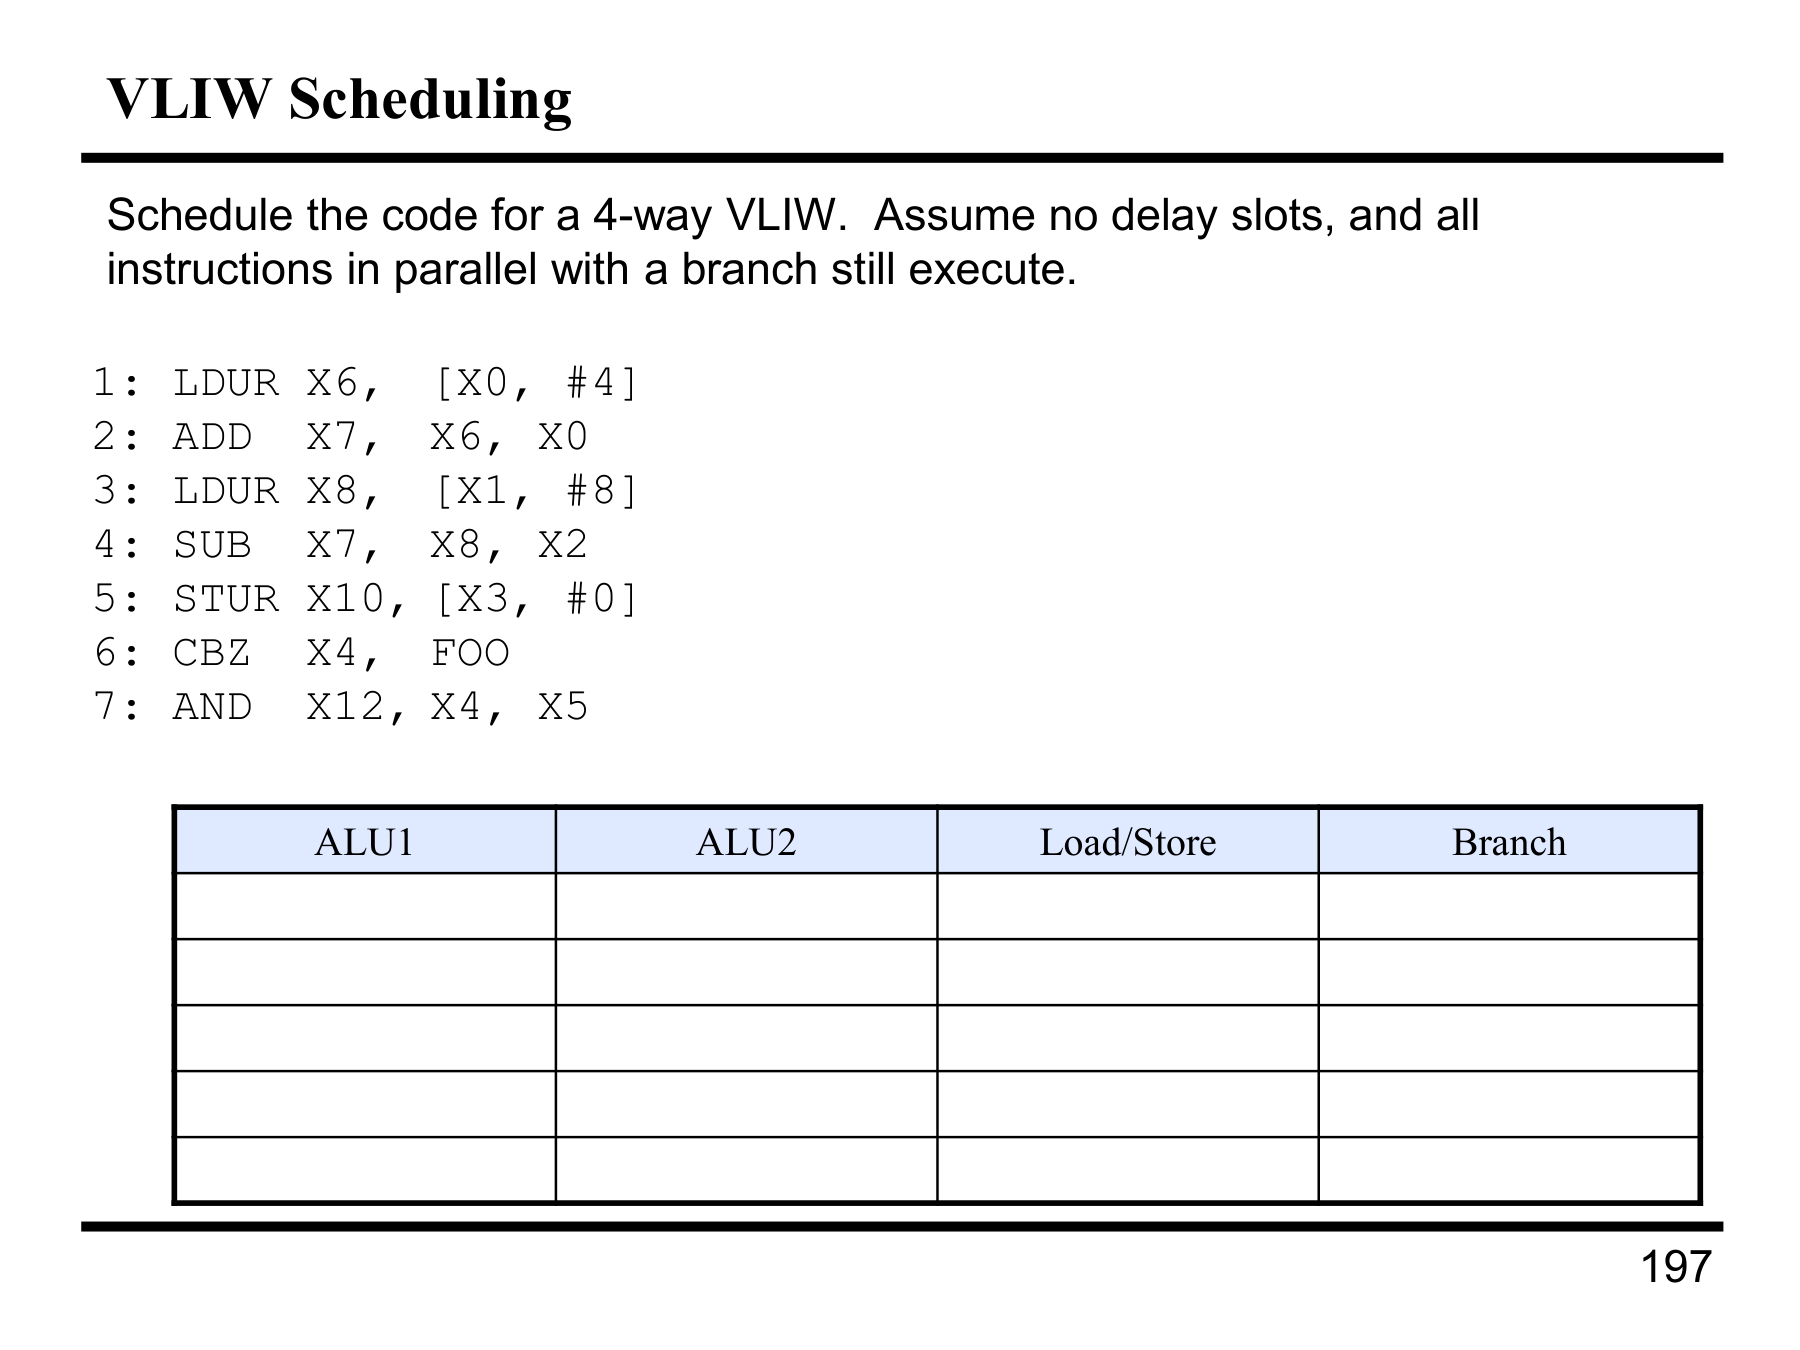 VLIW Scheduling
Schedule the code for a 4-way VLIW.  Assume no delay slots, and all
instructions in parallel with a branch still execute.
1: LDUR X6, [X0, #4]
2: ADD X7, X6, X0
3: LDUR X8, [X1, #8]
4: SUB X7, X8, X2
5: STUR X10, [X3, #0]
6: CBZ X4, FOO
7: AND X12, X4, X5
ALU1 ALU2 Load/Store Branch
197